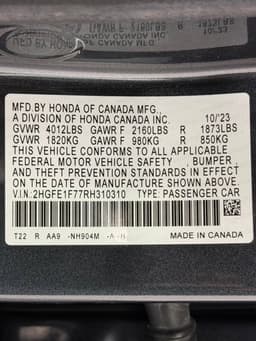 MFD.BY HONDA OF CANADA MFG.,
A DIVISION OF HONDA CANADA INC. 10/'23
GVWR 4012LBS GAWR F 2160LBS R 1873LBS
GVWR 1820KG GAWR F 980KG R 850KG
THIS VEHICLE CONFORMS TO ALL APPLICABLE
FEDERAL MOTOR VEHICLE SAFETY , BUMPER ,
AND THEFT PREVENTION STANDARDS IN EFFECT
ON THE DATE OF MANUFACTURE SHOWN ABOVE.
V.I.N.:2HGFE1F77RH310310 TYPE: PASSENGER CAR
T22 R AA9 -NH904M -A
MADE IN CANADA